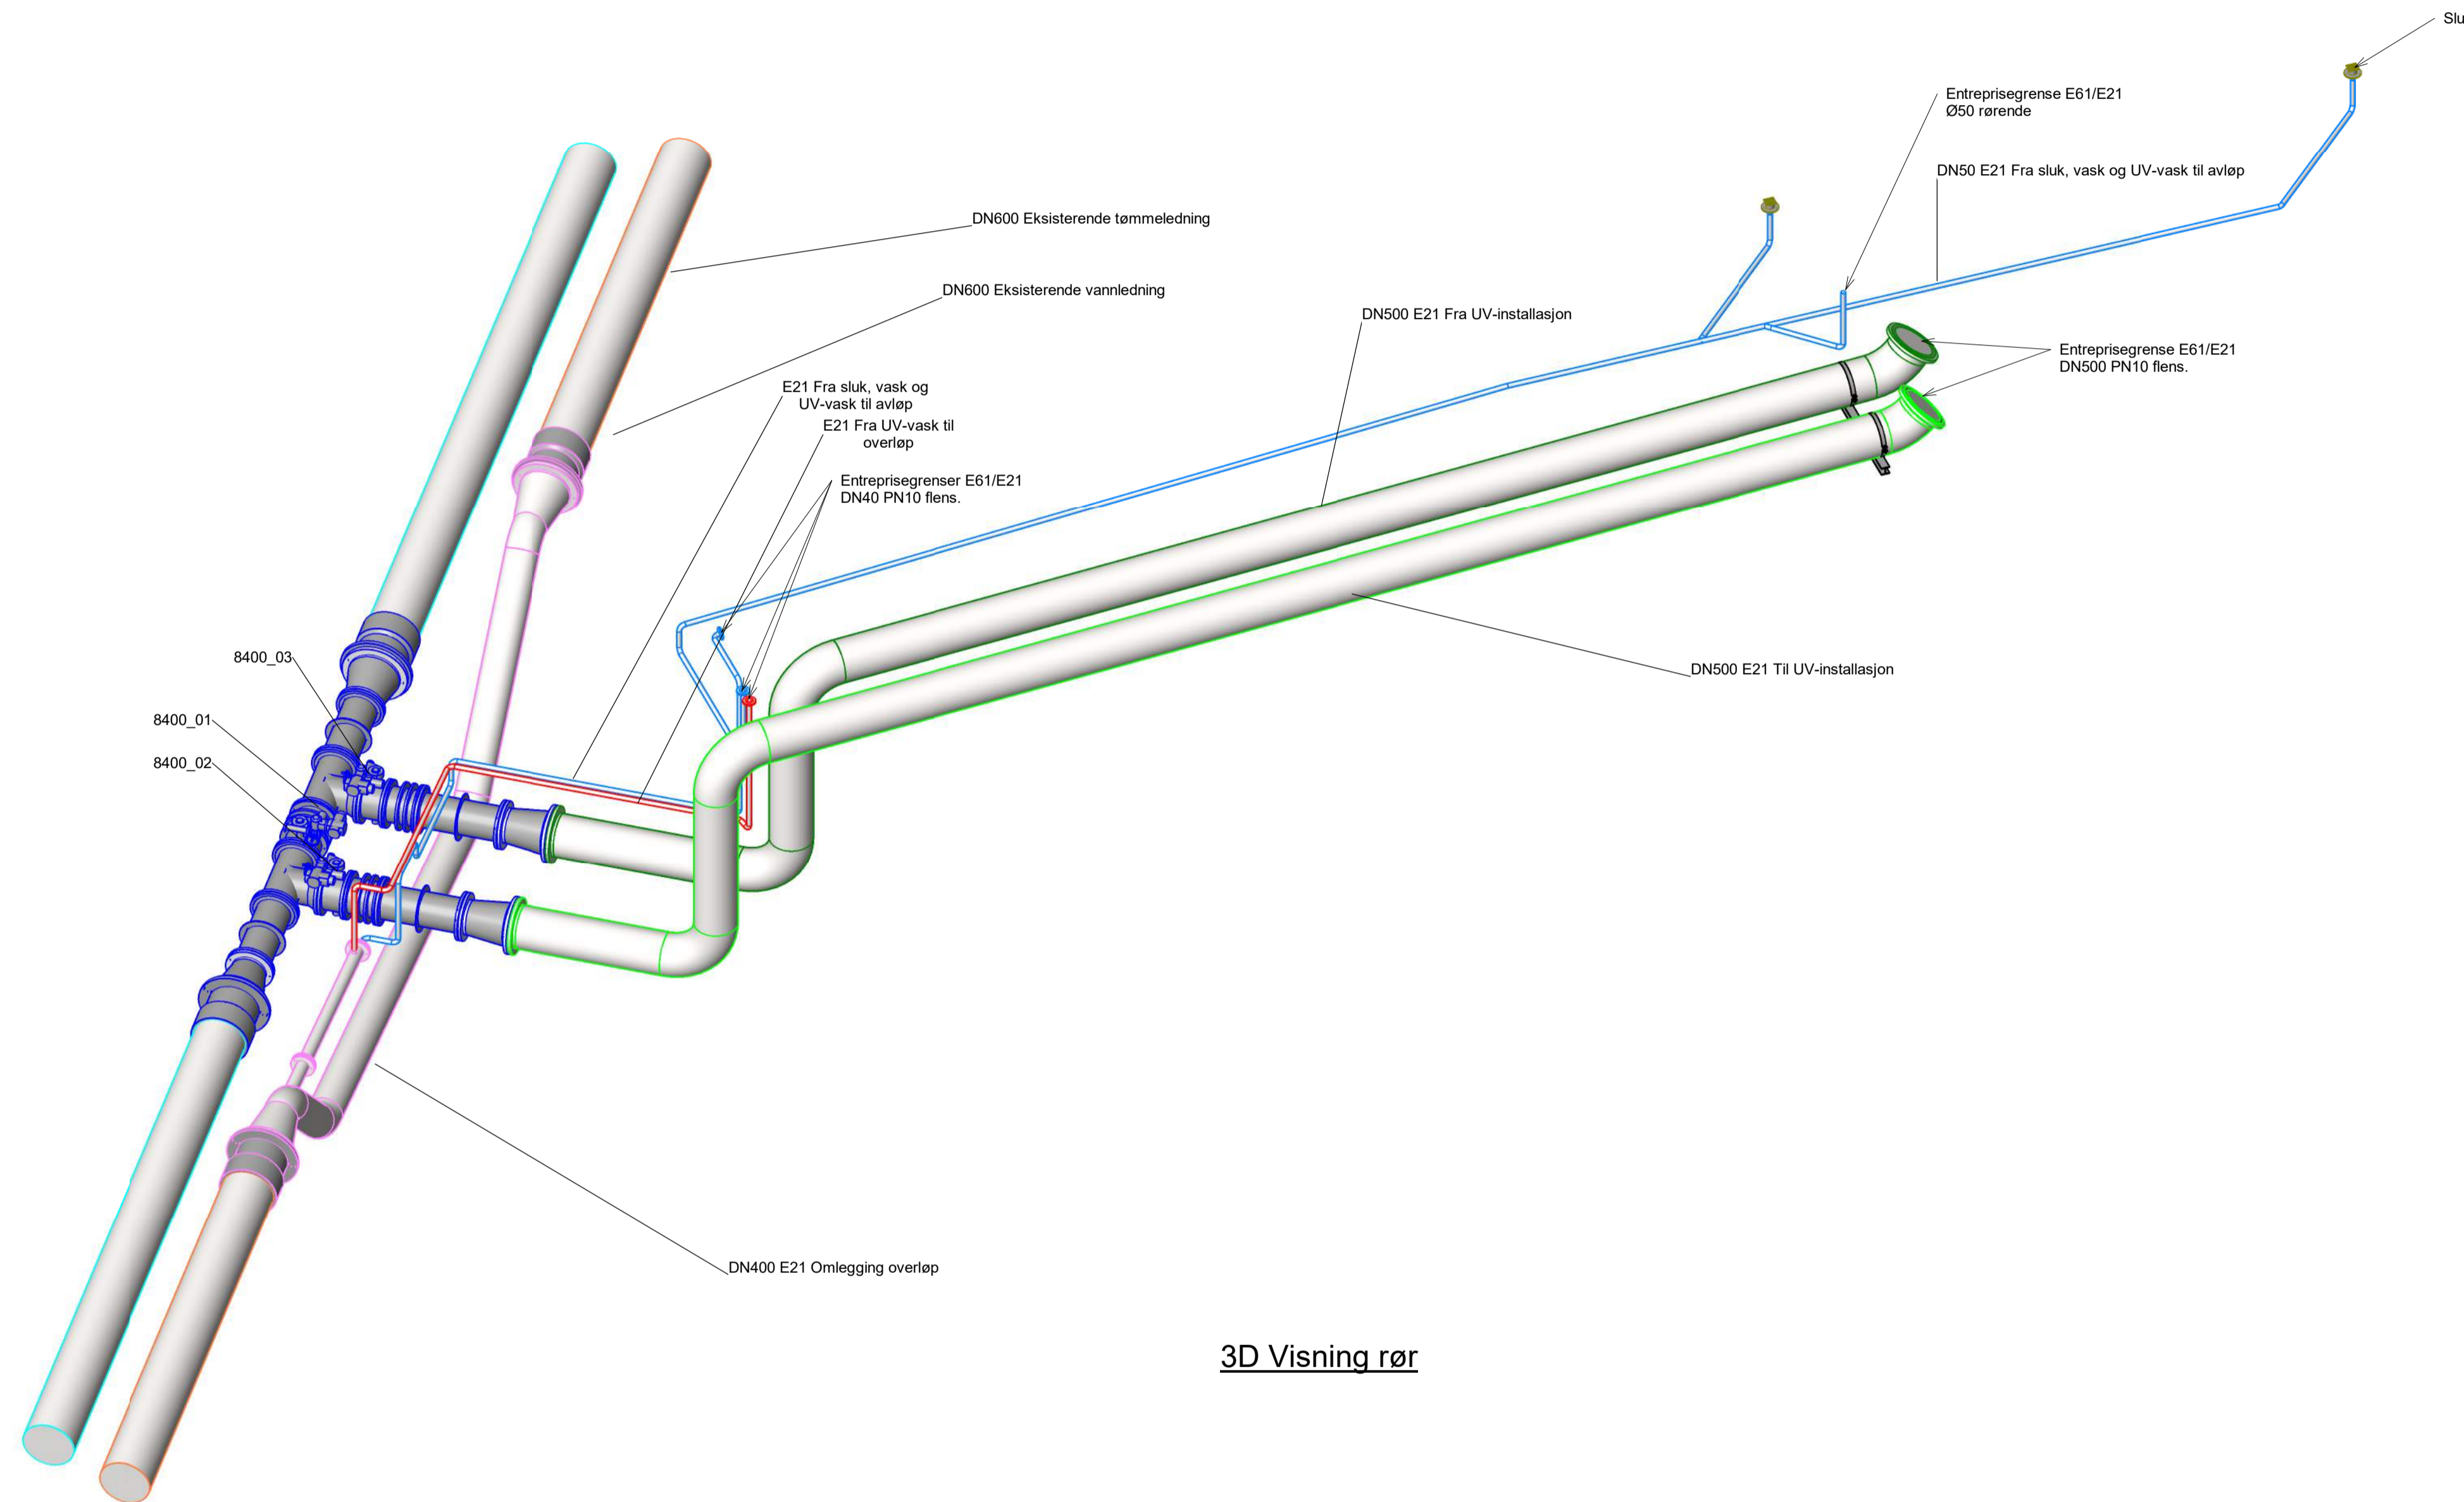 Slu
Entreprisegrense E61/E21
Ø50 rørende
DN50 E21 Fra sluk, vask og UV-vask til avløp
DN600 Eksisterende tømmeledning
DN600 Eksisterende vannledning
DN500 E21 Fra UV-installasjon
Entreprisegrense E61/E21
DN500 PN10 flens.
E21 Fra sluk, vask og
UV-vask til avløp
E21 Fra UV-vask til
overløp
Entreprisegrenser E61/E21
DN40 PN10 flens.
8400_03
DN500 E21 Til UV-installasjon
8400_01
8400_02
DN400 E21 Omlegging overløp
3D Visning rør